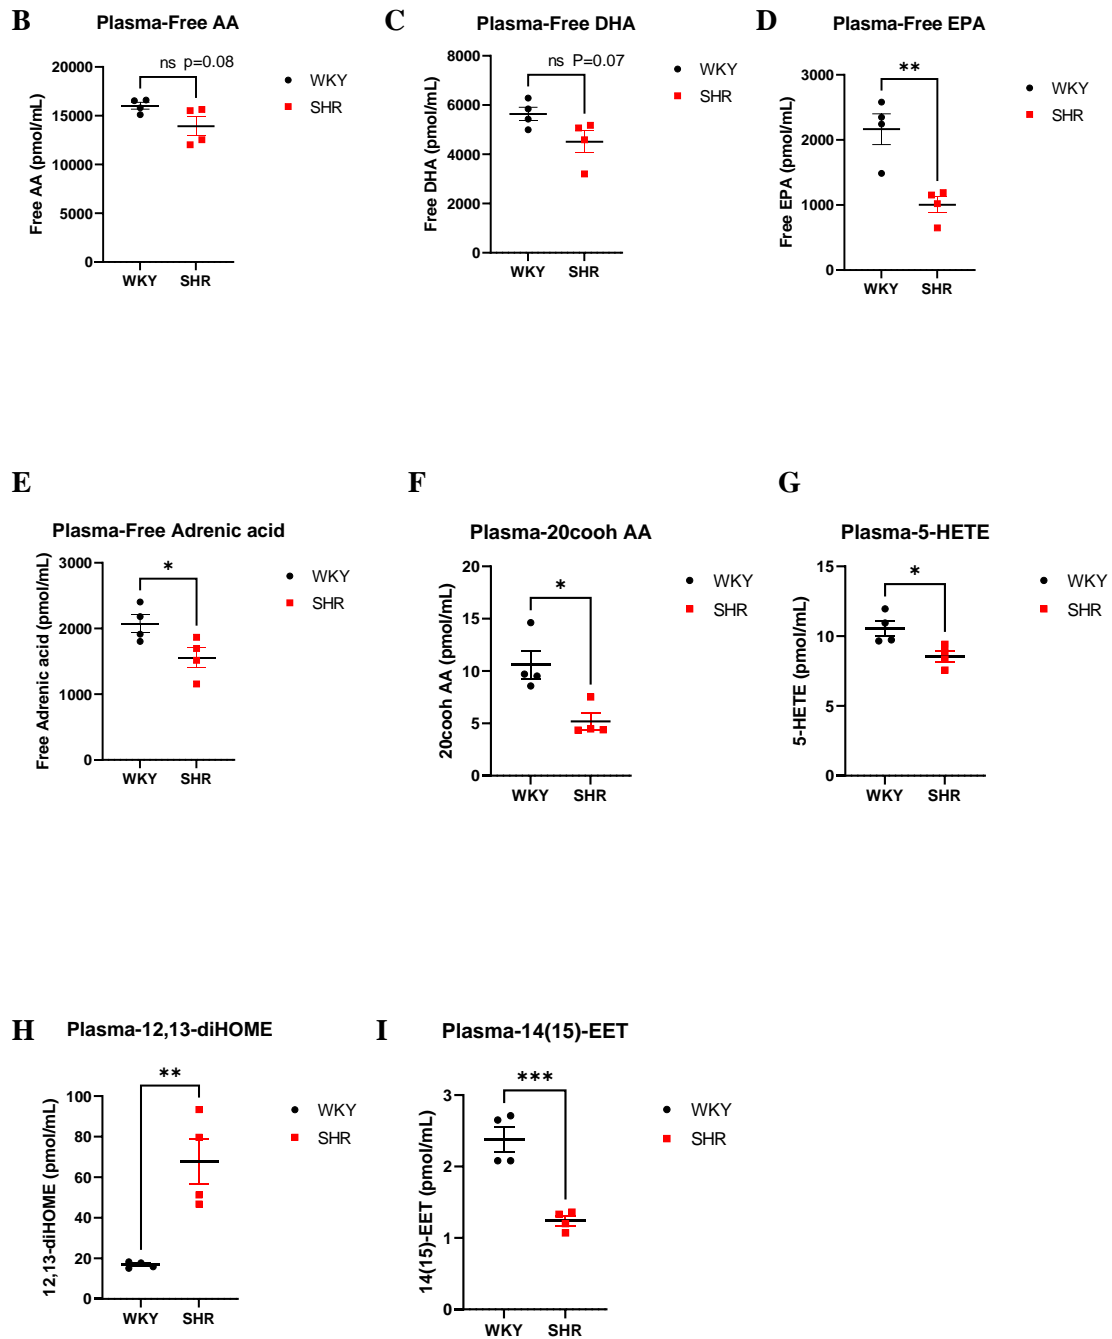 B
Plasma-Free AA
ns p=0.08
20000
15000
10000
5000
0
Free AA (pmol/mL)
WKY
SHR
WKY
SHR
C
Plasma-Free DHA
ns P=0.07
8000
6000
4000
2000
0
Free DHA (pmol/mL)
WKY
SHR
WKY
SHR
D
Plasma-Free EPA
**
3000
2000
1000
0
Free EPA (pmol/mL)
WKY
SHR
WKY
SHR
E
Plasma-Free Adrenic acid
*
3000
2000
1000
0
Free Adrenic acid (pmol/mL)
WKY
SHR
WKY
SHR
F
Plasma-20cooh AA
*
20
15
10
5
0
20cooh AA (pmol/mL)
WKY
SHR
WKY
SHR
G
Plasma-5-HETE
*
15
10
5
0
5-HETE (pmol/mL)
WKY
SHR
WKY
SHR
H
Plasma-12,13-diHOME
**
100
80
60
40
20
0
12,13-diHOME (pmol/mL)
WKY
SHR
WKY
SHR
I
Plasma-14(15)-EET
***
3
2
1
0
14(15)-EET (pmol/mL)
WKY
SHR
WKY
SHR